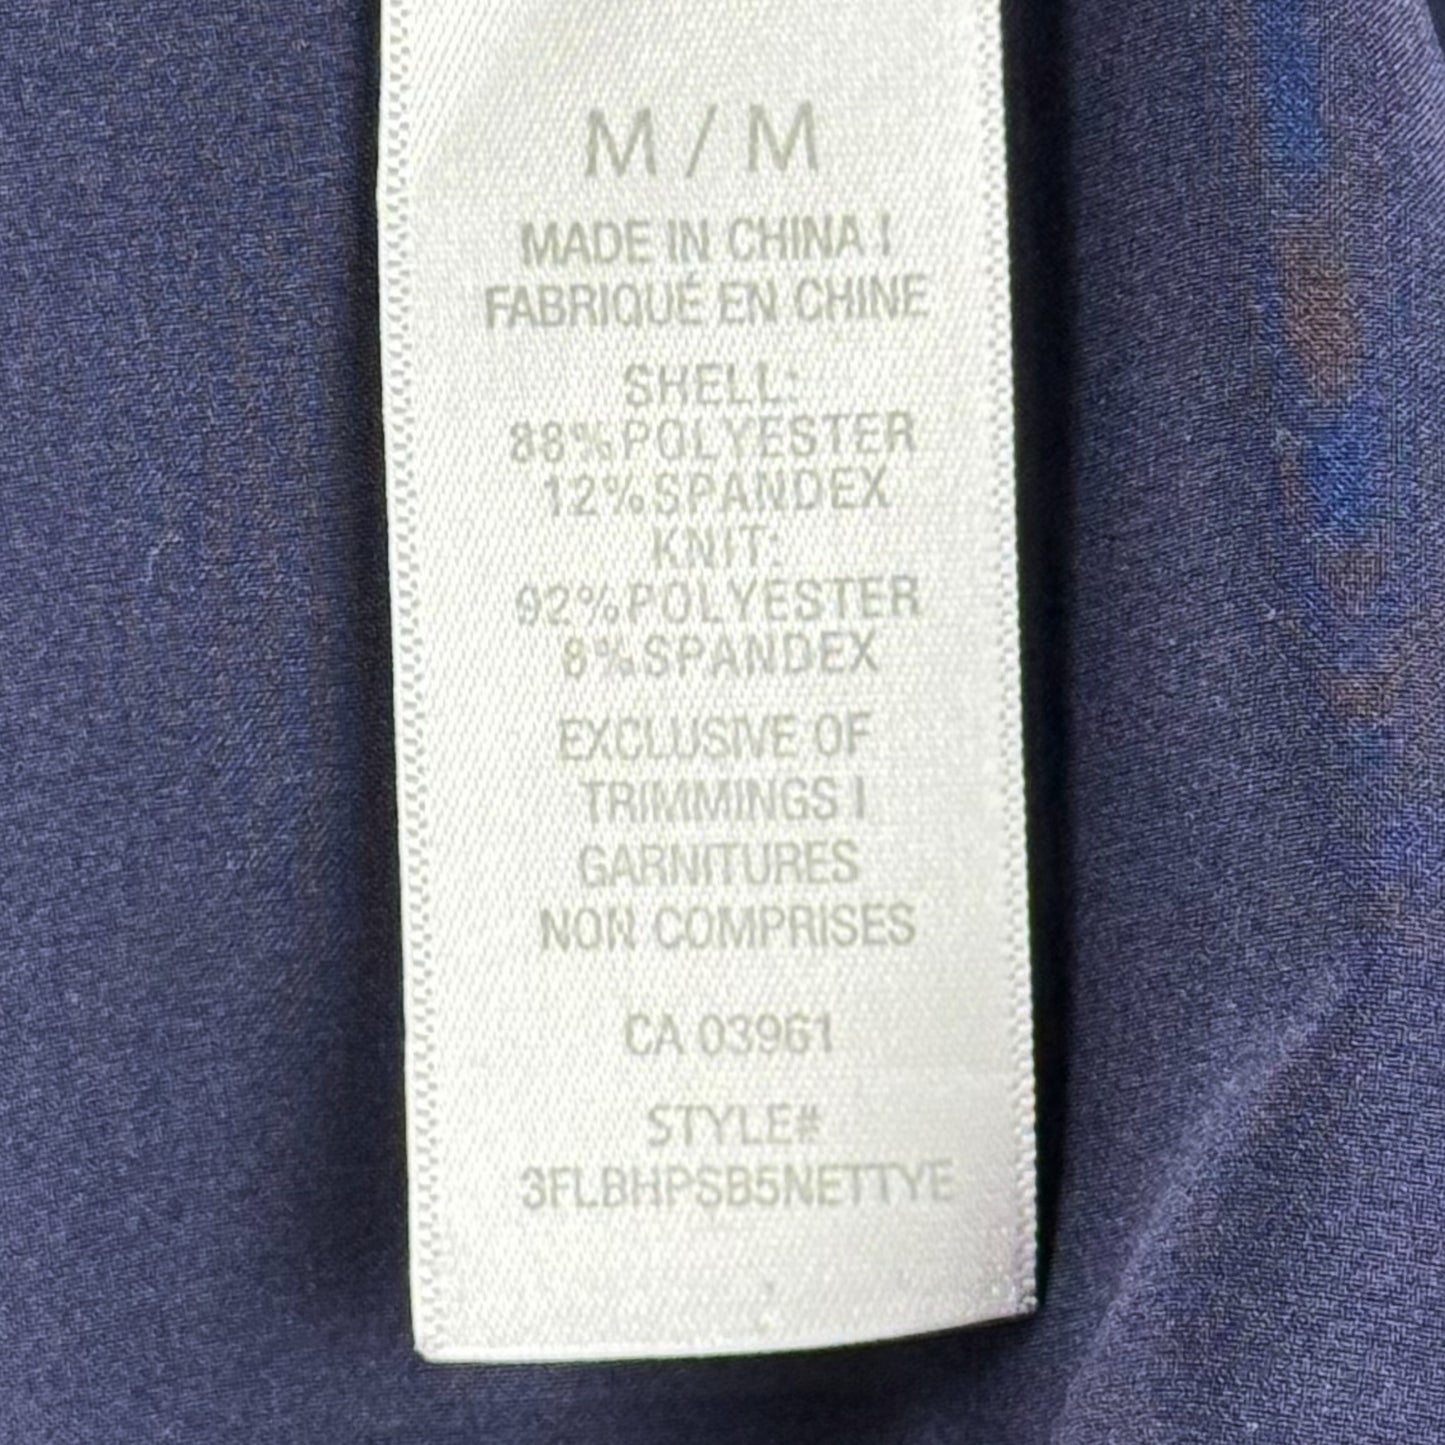 M / M
MADE IN CHINA /
FABRIQUÉ EN CHINE
SHELL:
88% POLYESTER
12% SPANDEX
KNIT:
92% POLYESTER
8% SPANDEX
EXCLUSIVE OF
TRIMMINGS /
GARNITURES
NON COMPRISES
CA 03961
STYLE#
3FLBHPSB5NETTYE